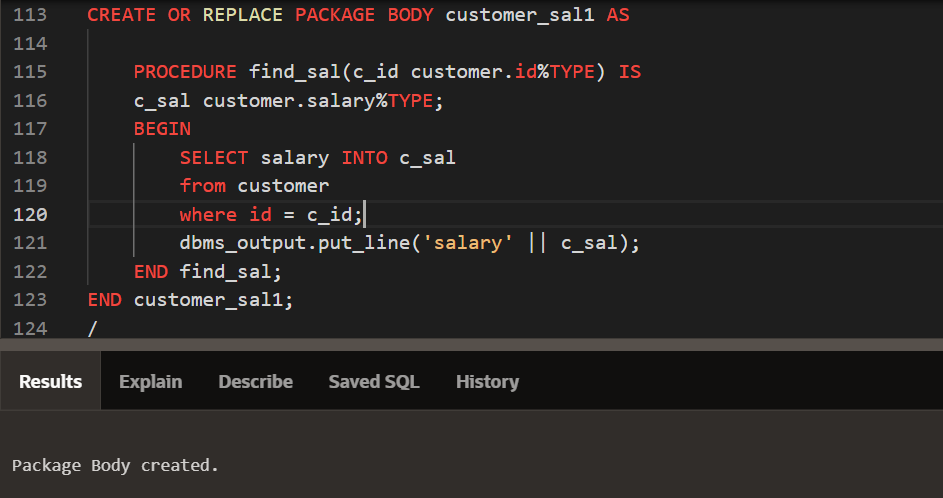 113 CREATE OR REPLACE PACKAGE BODY customer_sal1 AS
114
115 PROCEDURE find_sal(c_id customer.id%TYPE) IS
116 c_sal customer.salary%TYPE;
117 BEGIN
118 SELECT salary INTO c_sal
119 from customer
120 where id = c_id;
121 dbms_output.put_line('salary' || c_sal);
122 END find_sal;
123 END customer_sal1;
124 /
Results Explain Describe Saved SQL History
Package Body created.